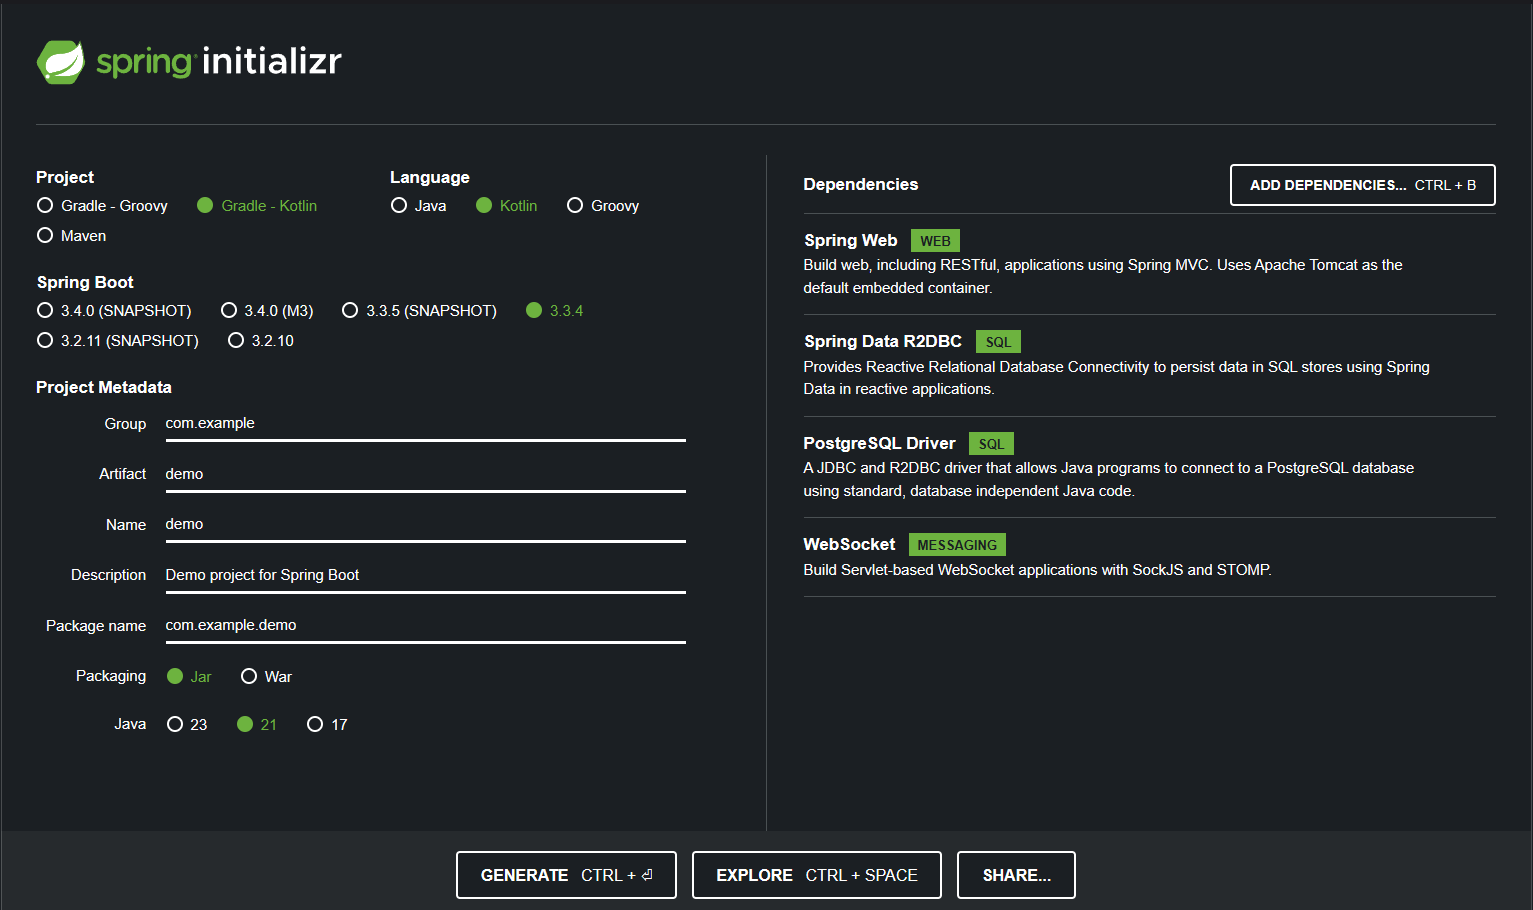 spring initializr
Project
Gradle - Groovy Gradle - Kotlin
Maven
Language
Java Kotlin Groovy
Spring Boot
3.4.0 (SNAPSHOT) 3.4.0 (M3) 3.3.5 (SNAPSHOT) 3.3.4
3.2.11 (SNAPSHOT) 3.2.10
Project Metadata
Group com.example
Artifact demo
Name demo
Description Demo project for Spring Boot
Package name com.example.demo
Packaging Jar War
Java 23 21 17
Dependencies ADD DEPENDENCIES... CTRL + B
Spring Web WEB
Build web, including RESTful, applications using Spring MVC. Uses Apache Tomcat as the
default embedded container.
Spring Data R2DBC SQL
Provides Reactive Relational Database Connectivity to persist data in SQL stores using Spring
Data in reactive applications.
PostgreSQL Driver SQL
A JDBC and R2DBC driver that allows Java programs to connect to a PostgreSQL database
using standard, database independent Java code.
WebSocket MESSAGING
Build Servlet-based WebSocket applications with SockJS and STOMP.
GENERATE CTRL + ⏎ EXPLORE CTRL + SPACE SHARE...